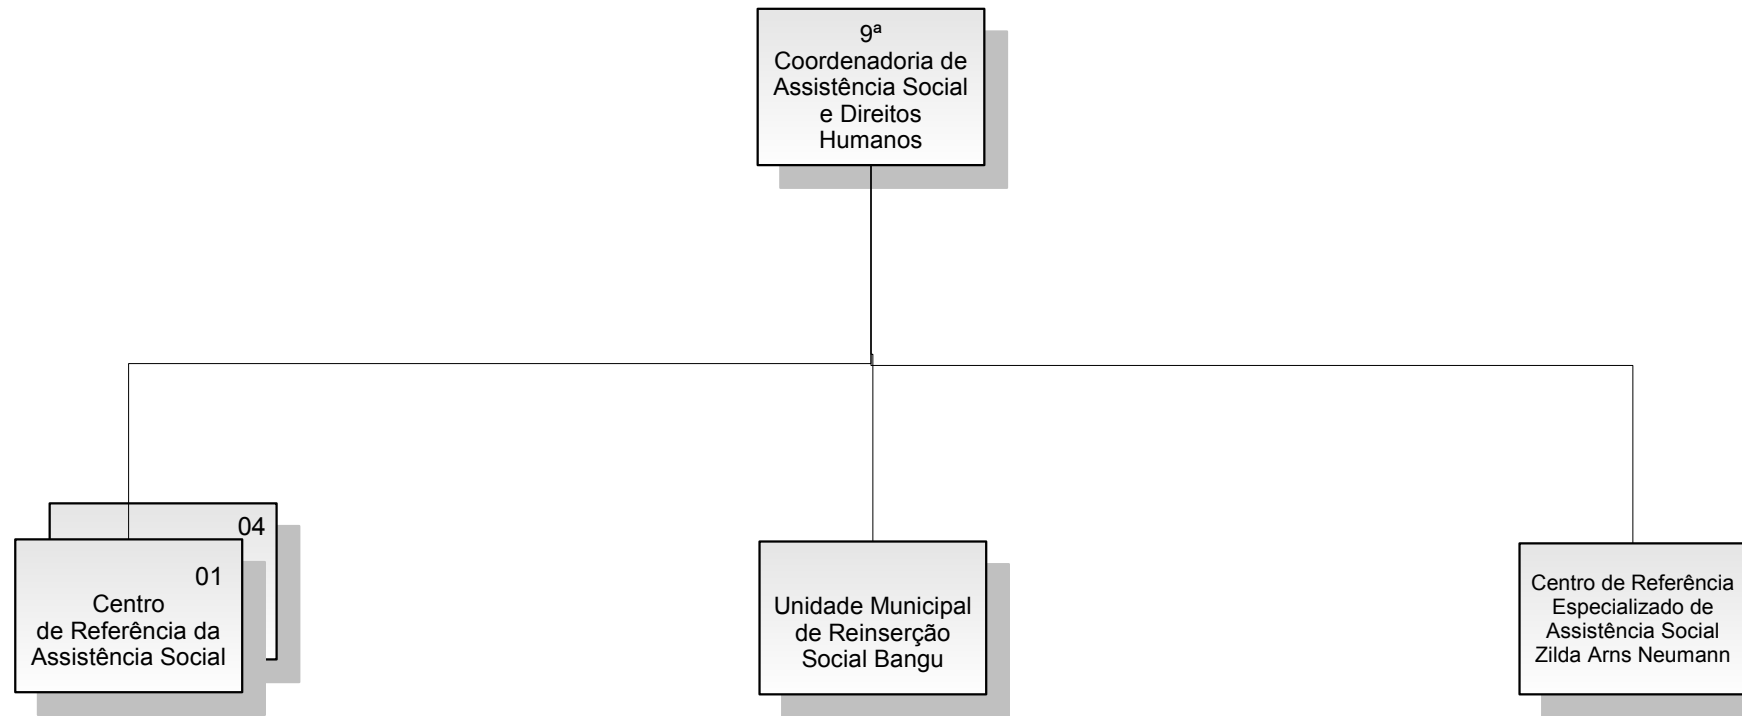 9ª
Coordenadoria de
Assistência Social
e Direitos
Humanos
04
01
Centro
de Referência da
Assistência Social
Unidade Municipal
de Reinserção
Social Bangu
Centro de Referência
Especializado de
Assistência Social
Zilda Arns Neumann